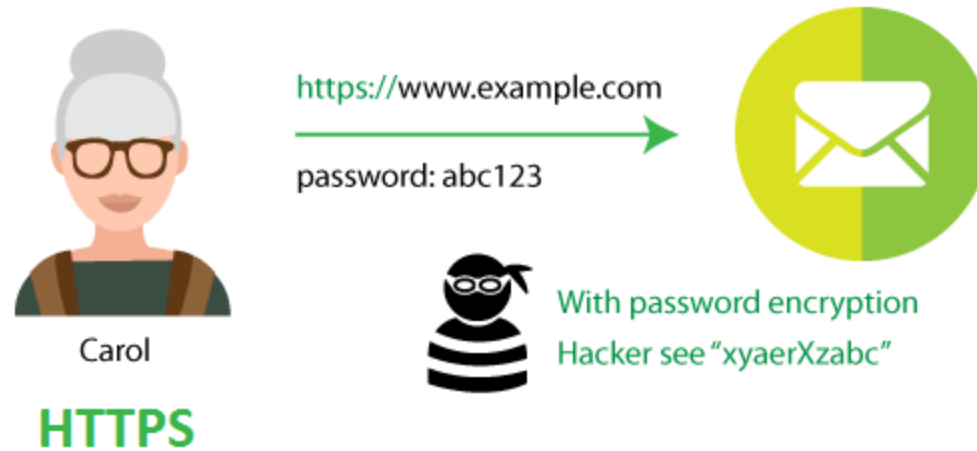 https://www.example.com
password: abc123
With password encryption
Hacker see “xyaerXzabc”
Carol
HTTPS